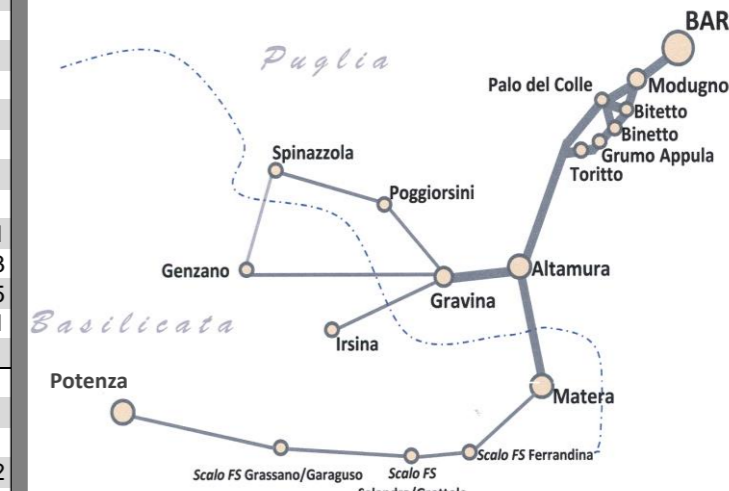 BAR
Puglia
Palo del Colle
Modugno
Bitetto
Binetto
Grumo Appula
Toritto
Spinazzola
Poggiorsini
Genzano
Altamura
Gravina
Irsina
Basilicata
Potenza
Matera
Scalo FS Ferrandina
Scalo FS Grassano/Garaguso
Scalo FS